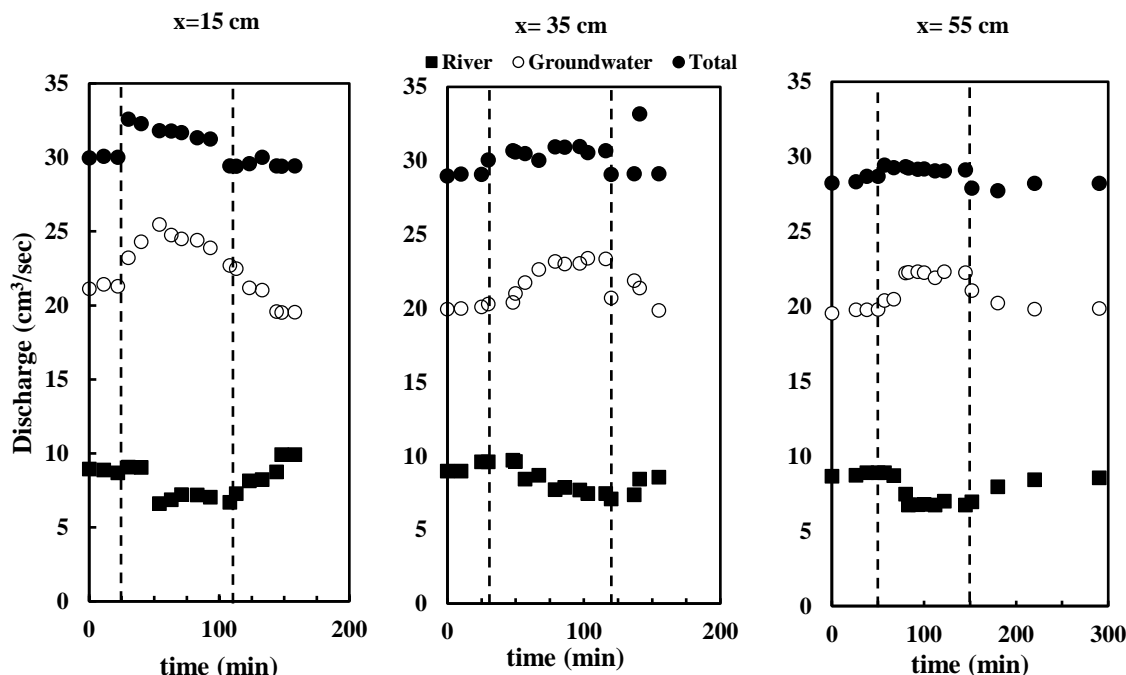 x=15 cm
x= 35 cm
x= 55 cm
■ River ○ Groundwater ● Total
Discharge (cm³/sec)
35
30
25
20
15
10
5
0
0 100 200
time (min)
35
30
25
20
15
10
5
0
0 100 200
time (min)
35
30
25
20
15
10
5
0
0 100 200 300
time (min)